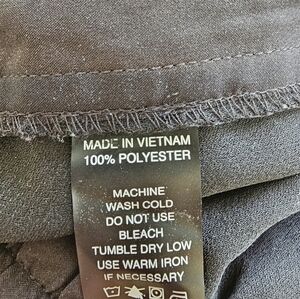 MADE IN VIETNAM
100% POLYESTER
MACHINE
WASH COLD
DO NOT USE
BLEACH
TUMBLE DRY LOW
USE WARM IRON
IF NECESSARY